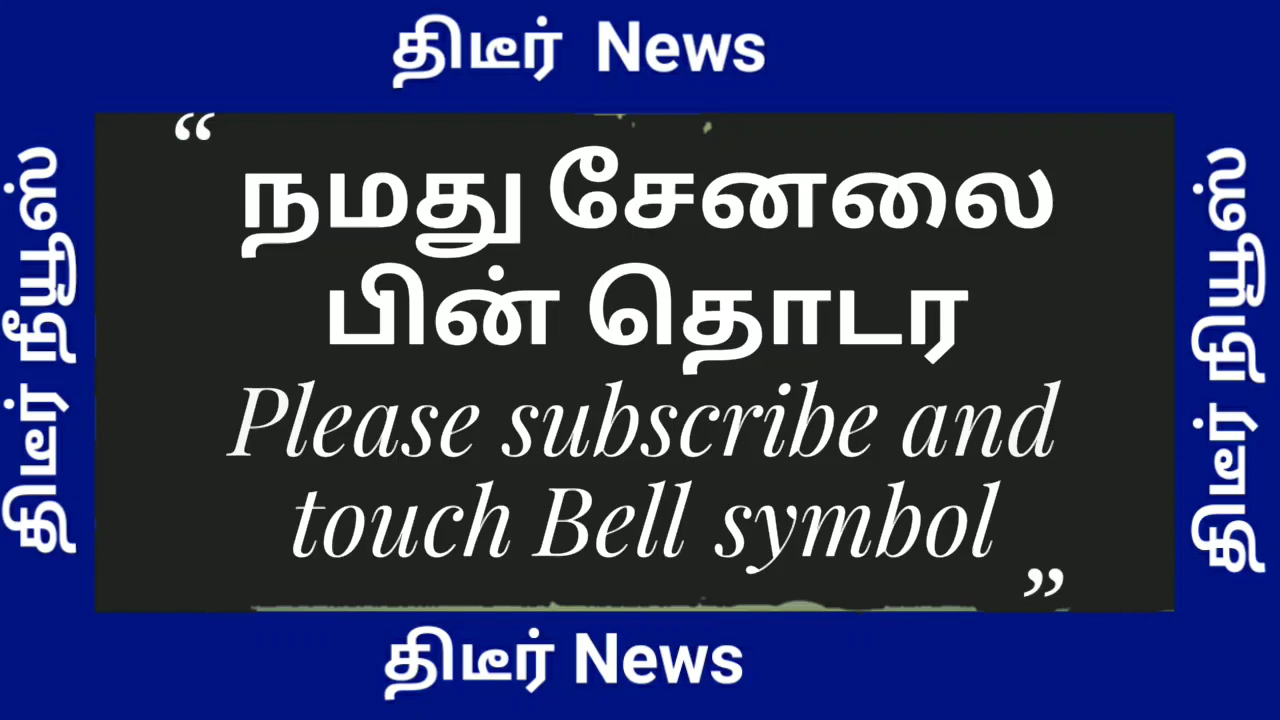 திடீர் News
“
நமது சேனலை
பின் தொடர
Please subscribe and
touch Bell symbol
”
திடீர் நீயூஸ்
திடீர் நியூஸ்
திடீர் News